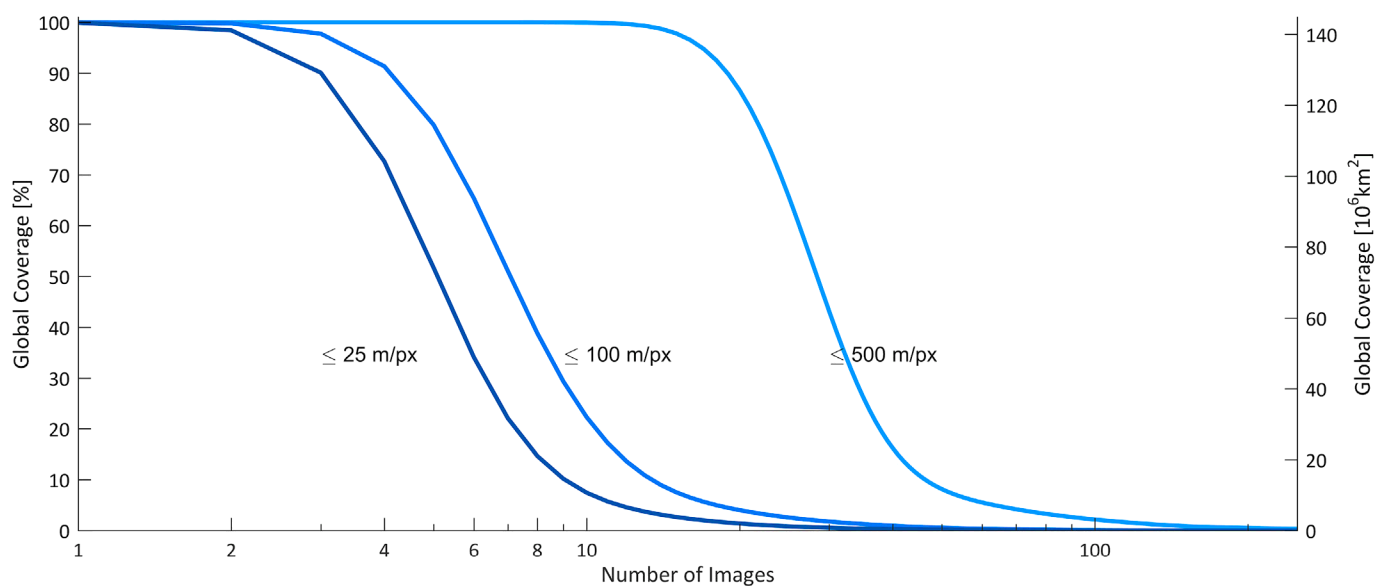 100
90
80
70
60
50
40
30
20
10
0
Global Coverage [%]
≤ 25 m/px
≤ 100 m/px
≤ 500 m/px
140
120
100
80
60
40
20
0
Global Coverage [10⁶km²]
1 2 4 6 8 10 100
Number of Images